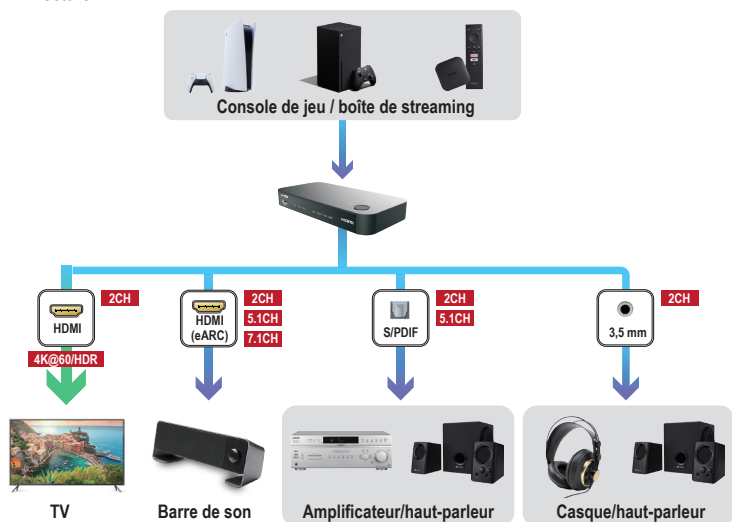 Console de jeu / boîte de streaming
HDMI
2CH
4K@60/HDR
HDMI
(eARC)
2CH
5.1CH
7.1CH
S/PDIF
2CH
5.1CH
3,5 mm
2CH
TV
Barre de son
Amplificateur/haut-parleur
Casque/haut-parleur